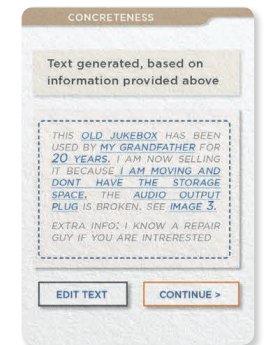 CONCRETENESS
Text generated, based on
information provided above
THIS OLD JUKEBOX HAS BEEN
USED BY MY GRANDFATHER FOR
20 YEARS. I AM NOW SELLING
IT BECAUSE I AM MOVING AND
DONT HAVE THE STORAGE
SPACE. THE AUDIO OUTPUT
PLUG IS BROKEN. SEE IMAGE 3.
EXTRA INFO: I KNOW A REPAIR
GUY IF YOU ARE INTRERESTED
EDIT TEXT CONTINUE >